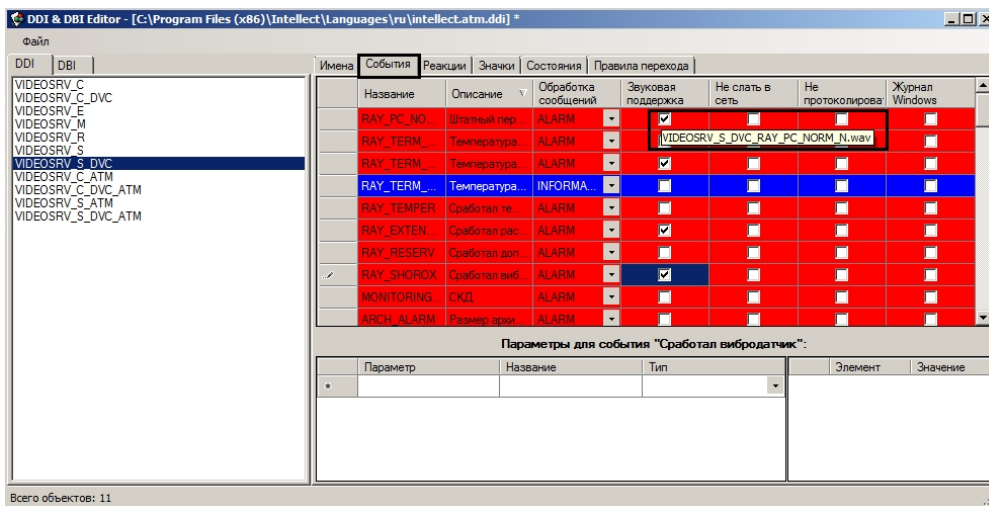 DDI & DBI Editor - [C:\Program Files (x86)\Intellect\Languages\ru\intellect.atm.ddi] *
Файл
DDI DBI
VIDEOSRV_C
VIDEOSRV_C_DVC
VIDEOSRV_E
VIDEOSRV_M
VIDEOSRV_R
VIDEOSRV_S
VIDEOSRV_S_DVC
VIDEOSRV_C_ATM
VIDEOSRV_C_DVC_ATM
VIDEOSRV_S_ATM
VIDEOSRV_S_DVC_ATM
Имена События Реакции Значки Состояния Правила перехода
Название Описание Обработка сообщений Звуковая поддержка Не слать в сеть Не протоколирова Журнал Windows
RAY_PC_NO... Штатный пер... ALARM
RAY_TERM_... Температура... ALARM
VIDEOSRV_S_DVC_RAY_PC_NORM_N.wav
RAY_TERM_... Температура... ALARM
RAY_TERM_... Температура... INFORMA...
RAY_TEMPER Сработал те... ALARM
RAY_EXTEN... Сработал рас... ALARM
RAY_RESERV Сработал доп... ALARM
RAY_SHOROX Сработал виб... ALARM
MONITORING... СКД ALARM
ARCH_ALARM Размер архи... ALARM
Параметры для события "Сработал вибродатчик":
Параметр Название Тип Элемент Значение
Всего объектов: 11